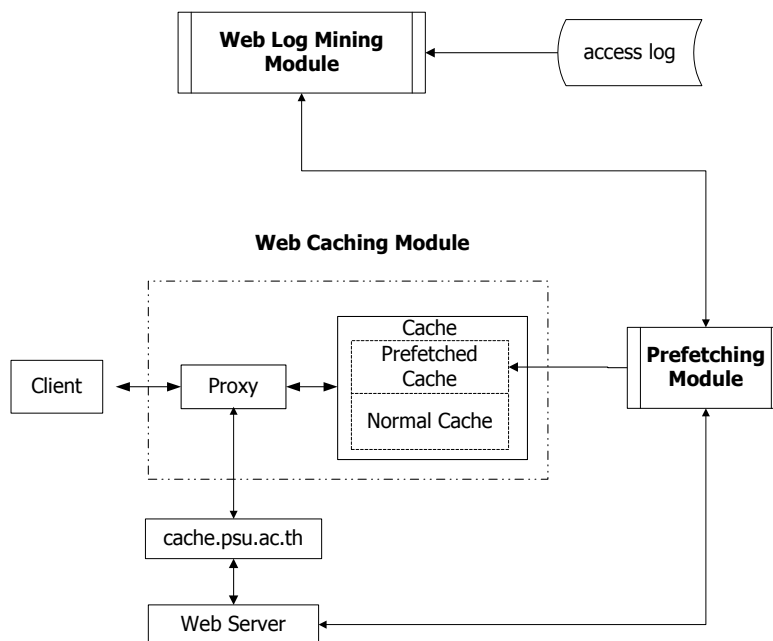 Web Log Mining
Module
access log
Web Caching Module
Cache
Prefetched
Cache
Normal Cache
Prefetching
Module
Client
Proxy
cache.psu.ac.th
Web Server